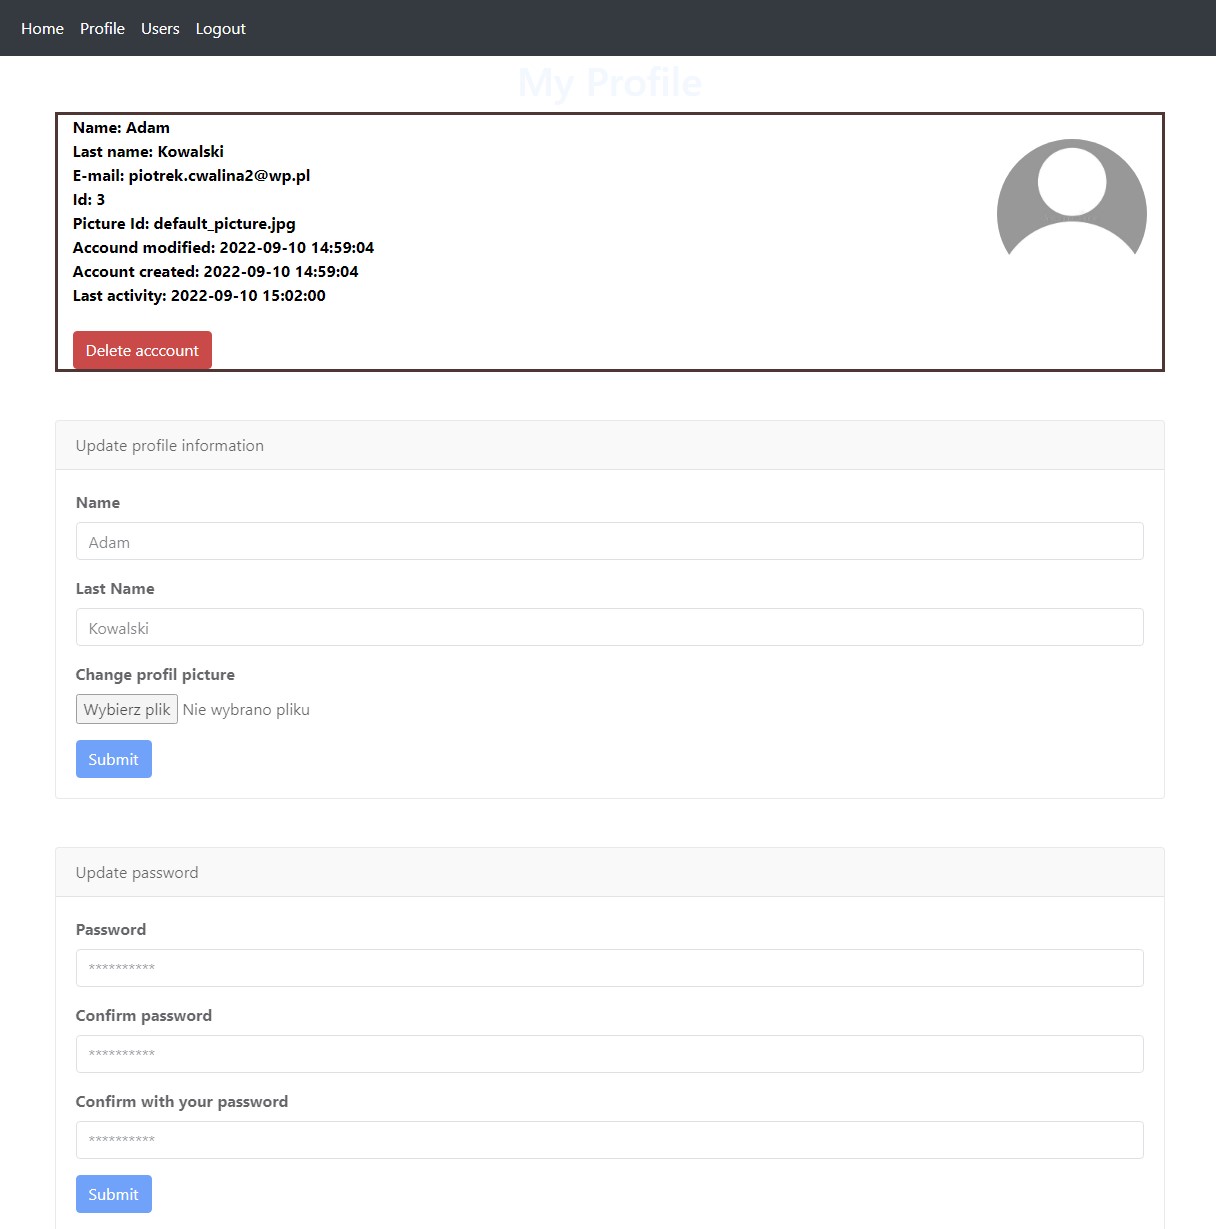 Home Profile Users Logout
My Profile
Name: Adam
Last name: Kowalski
E-mail: piotrek.cwalina2@wp.pl
Id: 3
Picture Id: default_picture.jpg
Accound modified: 2022-09-10 14:59:04
Account created: 2022-09-10 14:59:04
Last activity: 2022-09-10 15:02:00
Delete acccount
Update profile information
Name
Adam
Last Name
Kowalski
Change profil picture
Wybierz plik Nie wybrano pliku
Submit
Update password
Password
**********
Confirm password
**********
Confirm with your password
**********
Submit